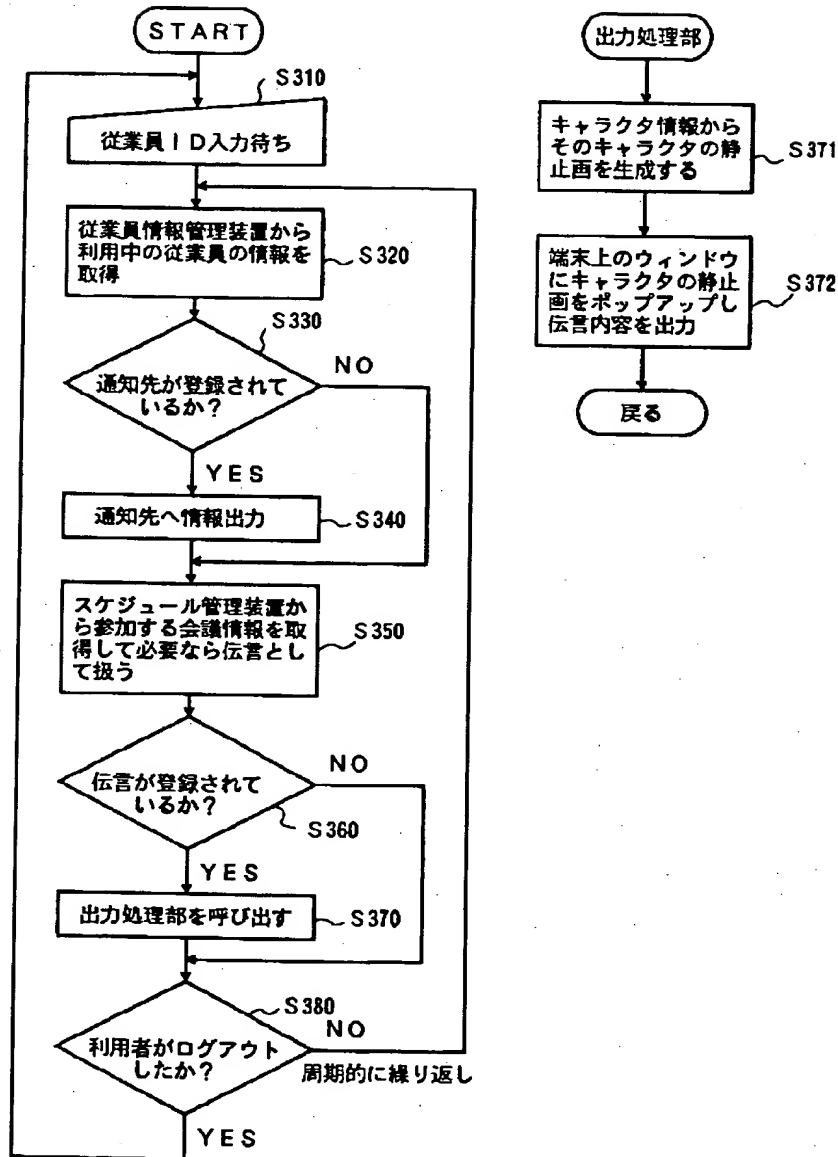 START
S310
従業員ID入力待ち
従業員情報管理装置から
利用中の従業員の情報を
取得
S320
S330
通知先が登録されて
いるか?
NO
YES
通知先へ情報出力
S340
スケジュール管理装置か
ら参加する会議情報を取
得して必要なら伝言とし
て扱う
S350
伝言が登録されて
いるか?
NO
S360
YES
出力処理部を呼び出す
S370
S380
利用者がログアウト
したか?
NO
周期的に繰り返し
YES
出力処理部
キャラクタ情報から
そのキャラクタの静
止画を生成する
S371
端末上のウィンドウ
にキャラクタの静止
画をポップアップし
伝言内容を出力
S372
戻る